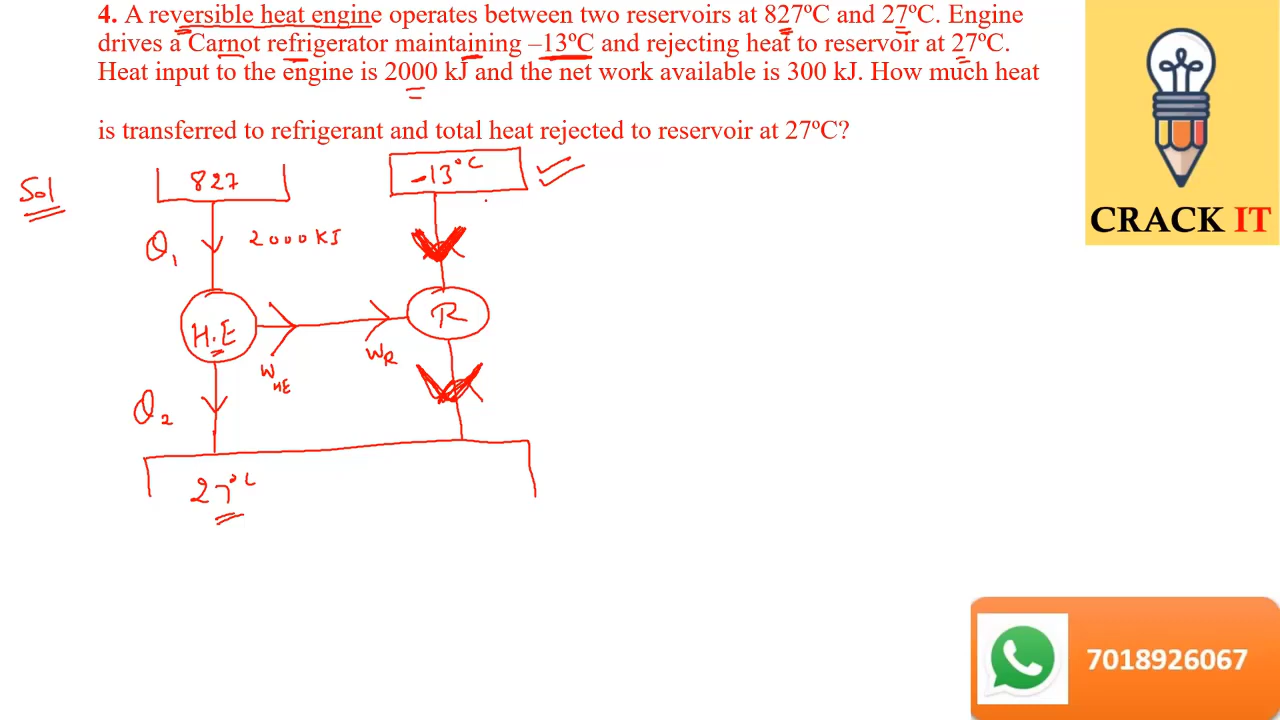 4. A reversible heat engine operates between two reservoirs at 827ºC and 27ºC. Engine
drives a Carnot refrigerator maintaining –13ºC and rejecting heat to reservoir at 27ºC.
Heat input to the engine is 2000 kJ and the net work available is 300 kJ. How much heat
is transferred to refrigerant and total heat rejected to reservoir at 27ºC?
Sol
827
-13°C
Q1
2000 KJ
H.E
R
WHE
WR
Q2
27°C
CRACK IT
7018926067